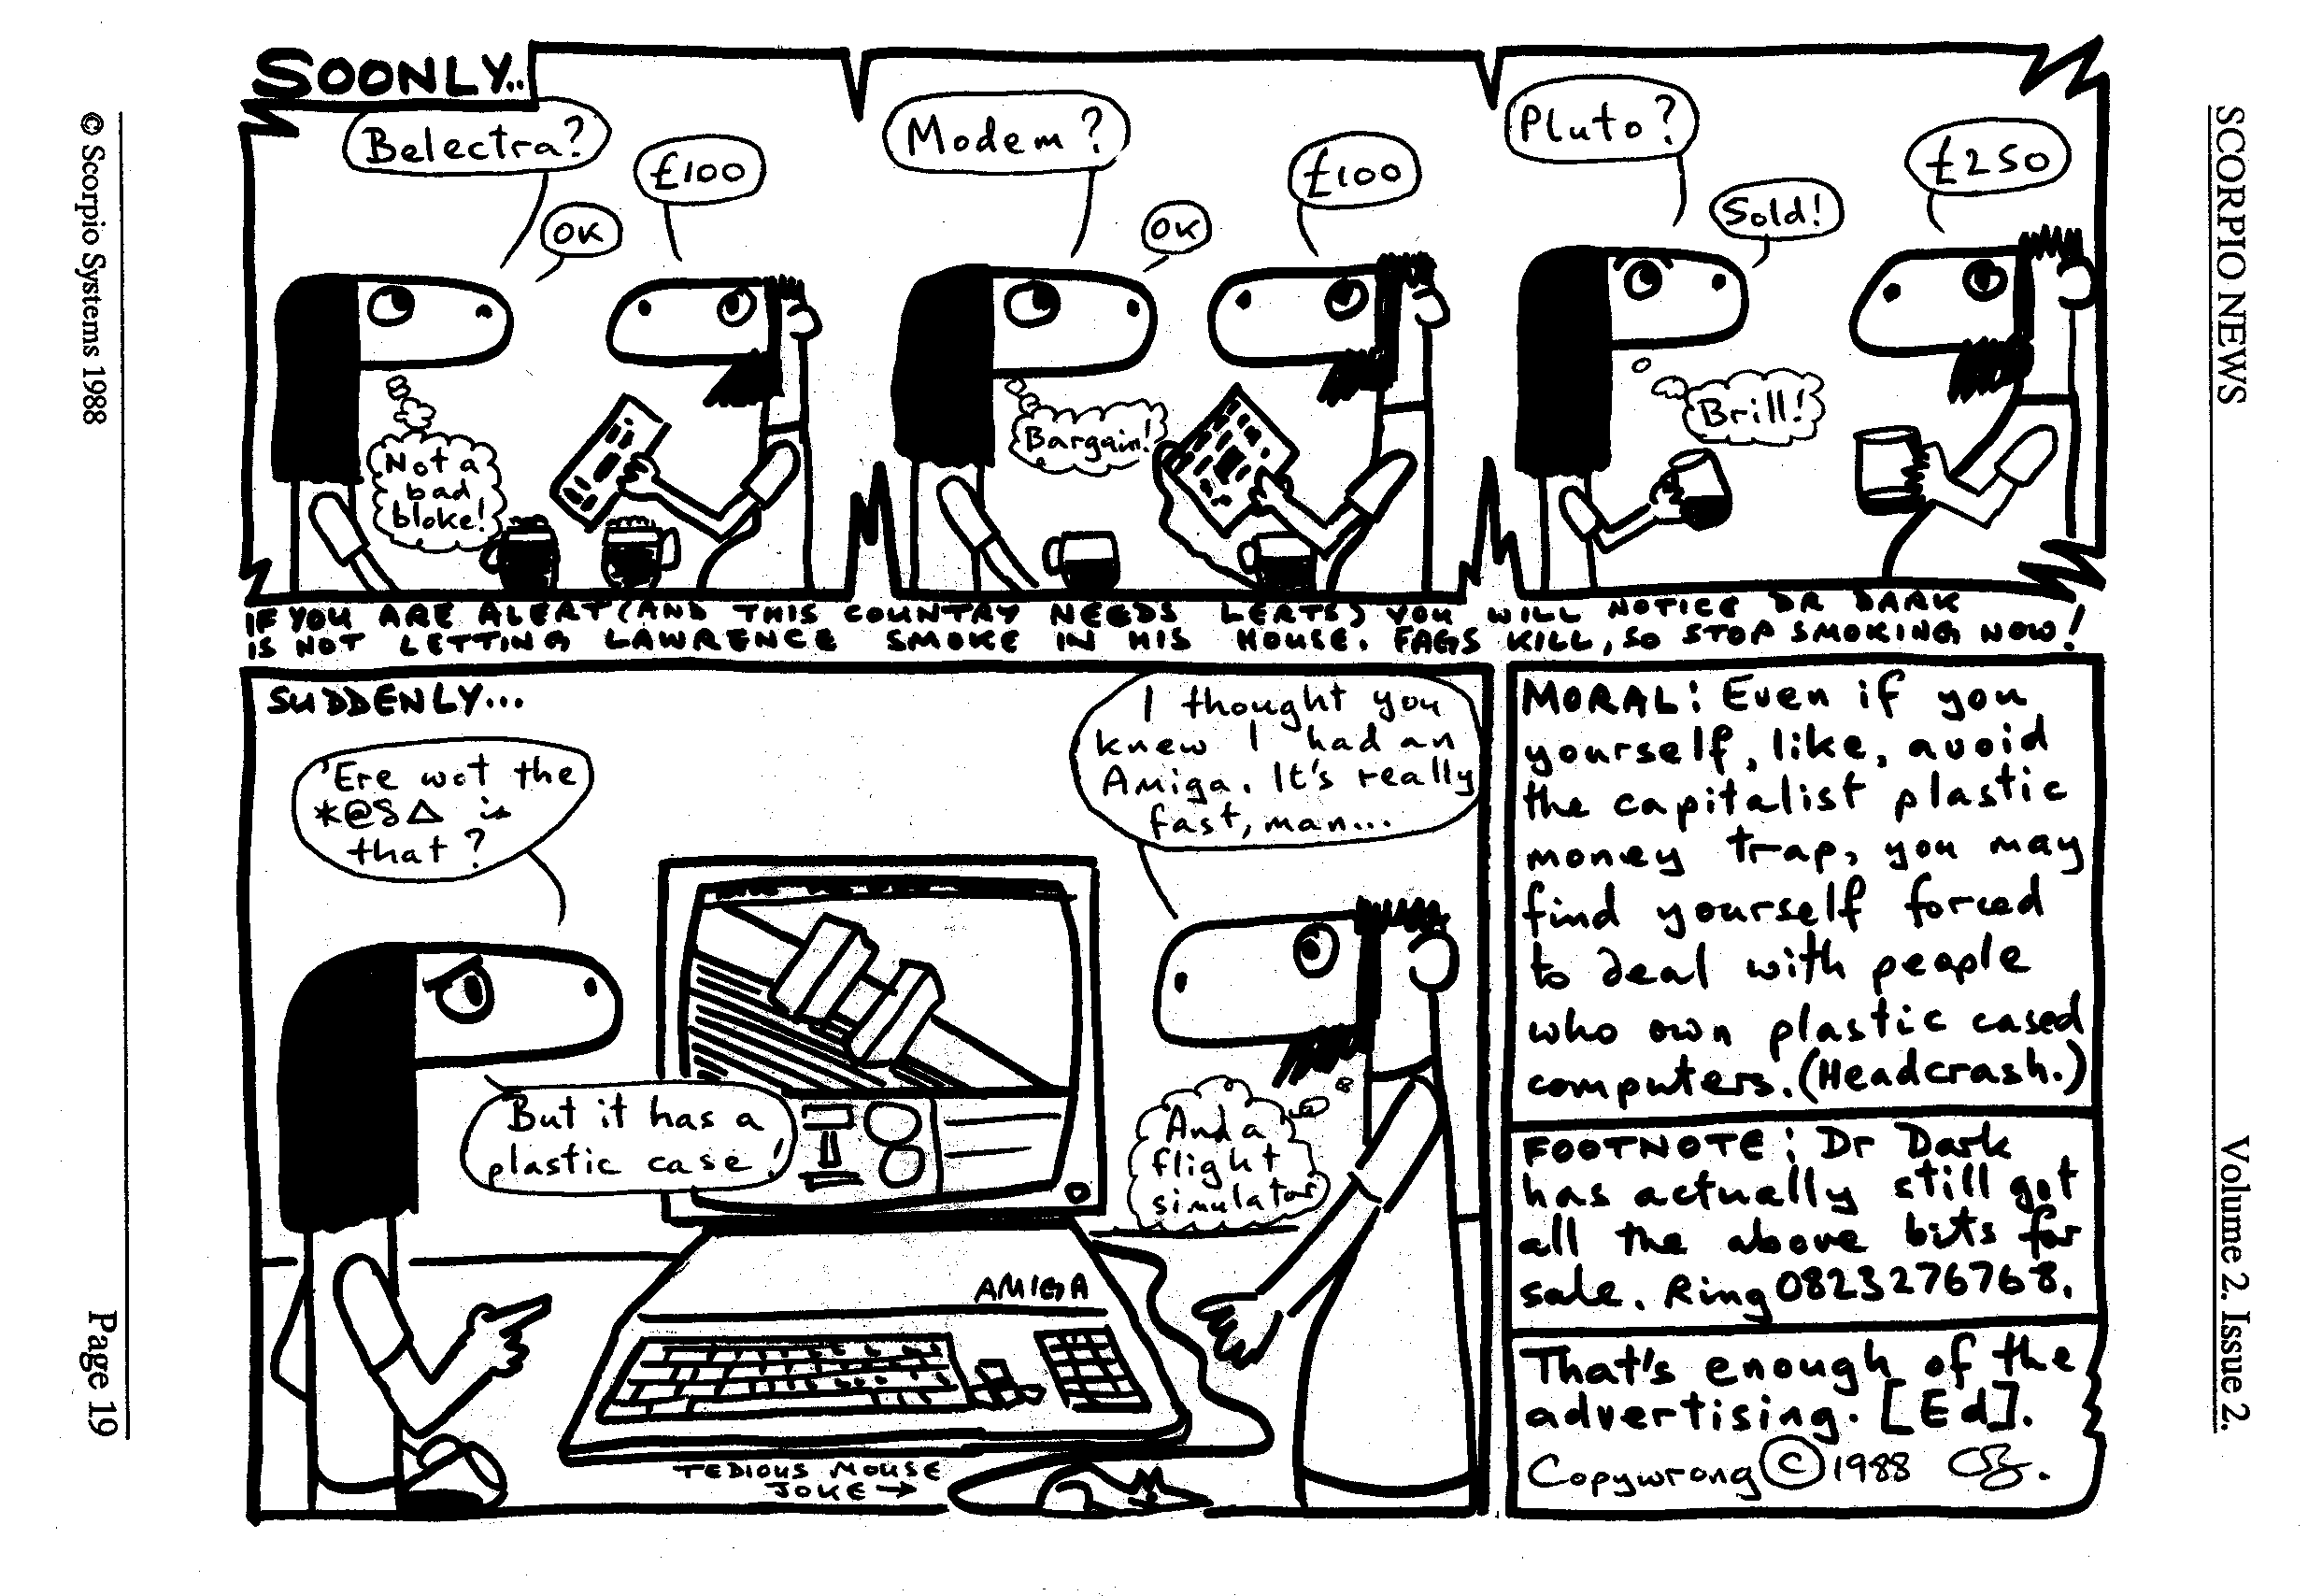 SCORPIO NEWS
Volume 2. Issue 2.
SOONLY..
Belectra?
£100
OK
Not a
bad
bloke!
Modem?
£100
OK
Bargain!
Pluto?
£250
Sold!
Brill!
IF YOU ARE ALERT (AND THIS COUNTRY NEEDS LERTS) YOU WILL NOTICE DR DARK
IS NOT LETTING LAWRENCE SMOKE IN HIS HOUSE. FAGS KILL, SO STOP SMOKING NOW!
SUDDENLY...
'Ere wot the
*@§△ is
that?
I thought you
knew I had an
Amiga. It's really
fast, man...
But it has a
plastic case!
And a
flight
simulator
AMIGA
TEDIOUS MOUSE
JOKE →
MORAL: Even if you
yourself, like, avoid
the capitalist plastic
money trap, you may
find yourself forced
to deal with people
who own plastic cased
computers. (Headcrash.)
FOOTNOTE: Dr Dark
has actually still got
all the above bits for
sale. Ring 0823276768.
That's enough of the
advertising. [Ed].
Copywrong © 1988
© Scorpio Systems 1988
Page 19